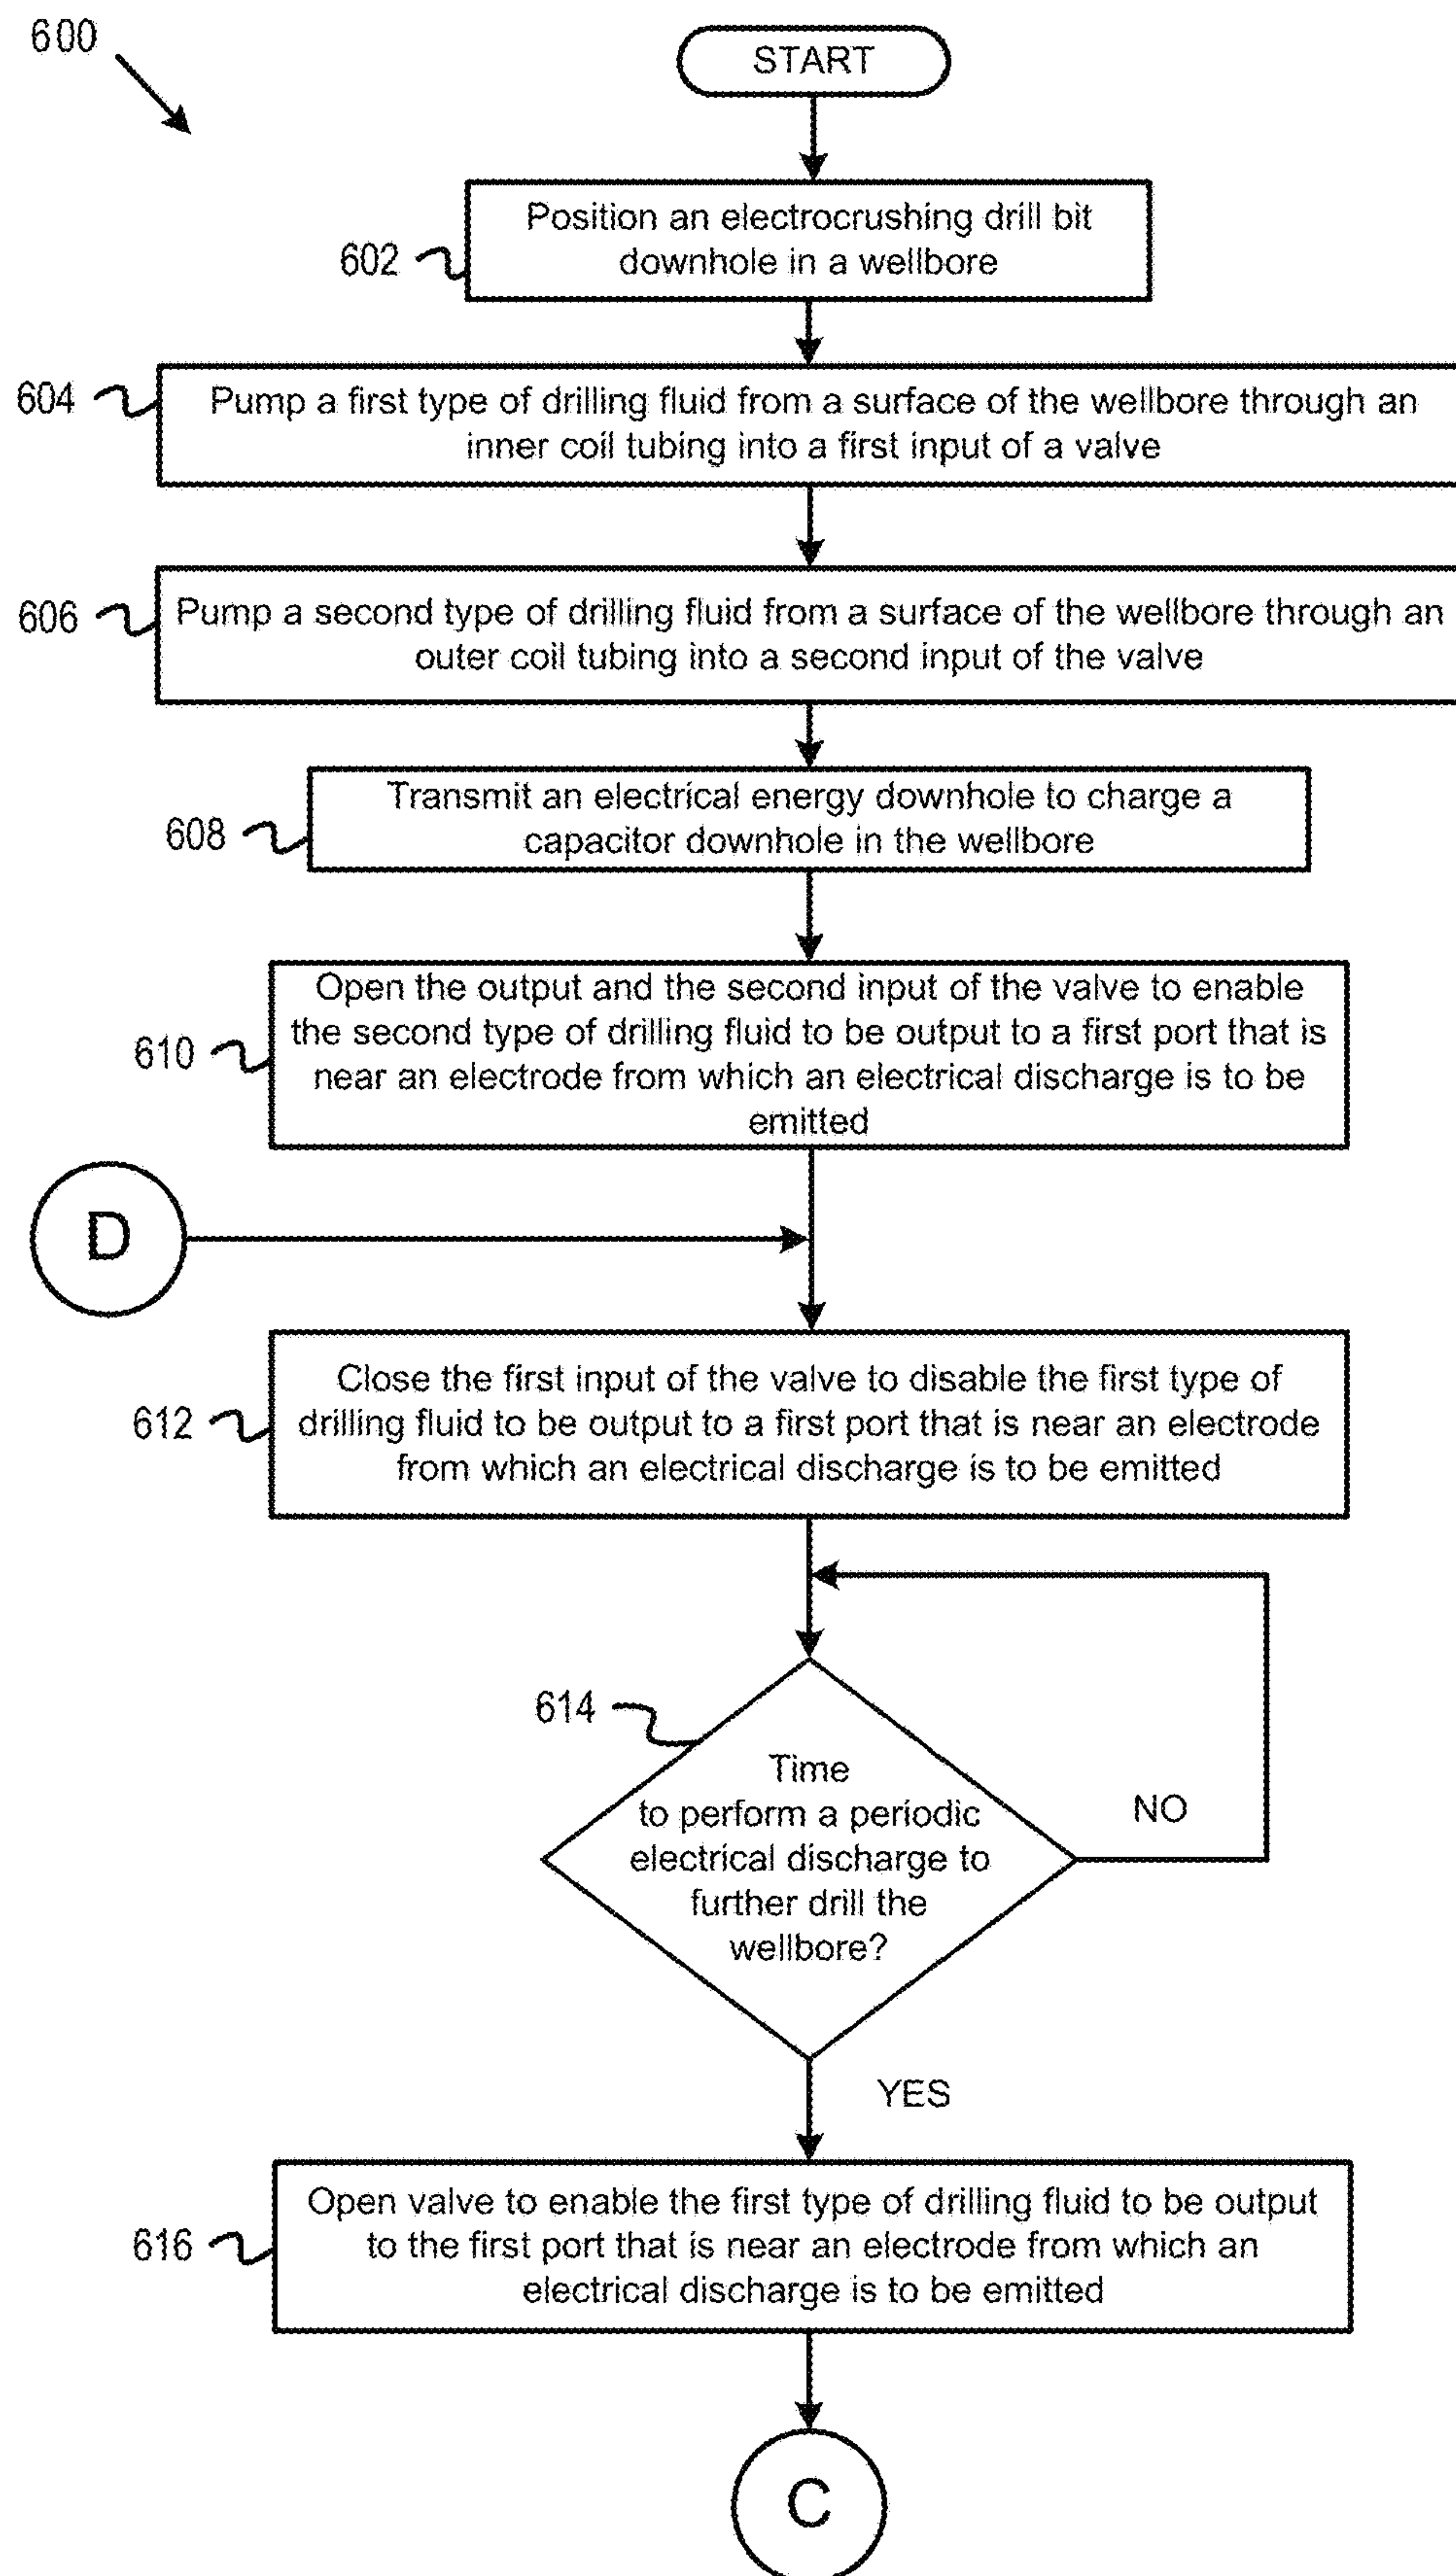 600
START
Position an electrocrushing drill bit
downhole in a wellbore
602
604
Pump a first type of drilling fluid from a surface of the wellbore through an
inner coil tubing into a first input of a valve
606
Pump a second type of drilling fluid from a surface of the wellbore through an
outer coil tubing into a second input of the valve
608
Transmit an electrical energy downhole to charge a
capacitor downhole in the wellbore
610
Open the output and the second input of the valve to enable
the second type of drilling fluid to be output to a first port that is
near an electrode from which an electrical discharge is to be
emitted
D
612
Close the first input of the valve to disable the first type of
drilling fluid to be output to a first port that is near an electrode
from which an electrical discharge is to be emitted
614
Time
to perform a periodic
electrical discharge to
further drill the
wellbore?
NO
YES
616
Open valve to enable the first type of drilling fluid to be output
to the first port that is near an electrode from which an
electrical discharge is to be emitted
C